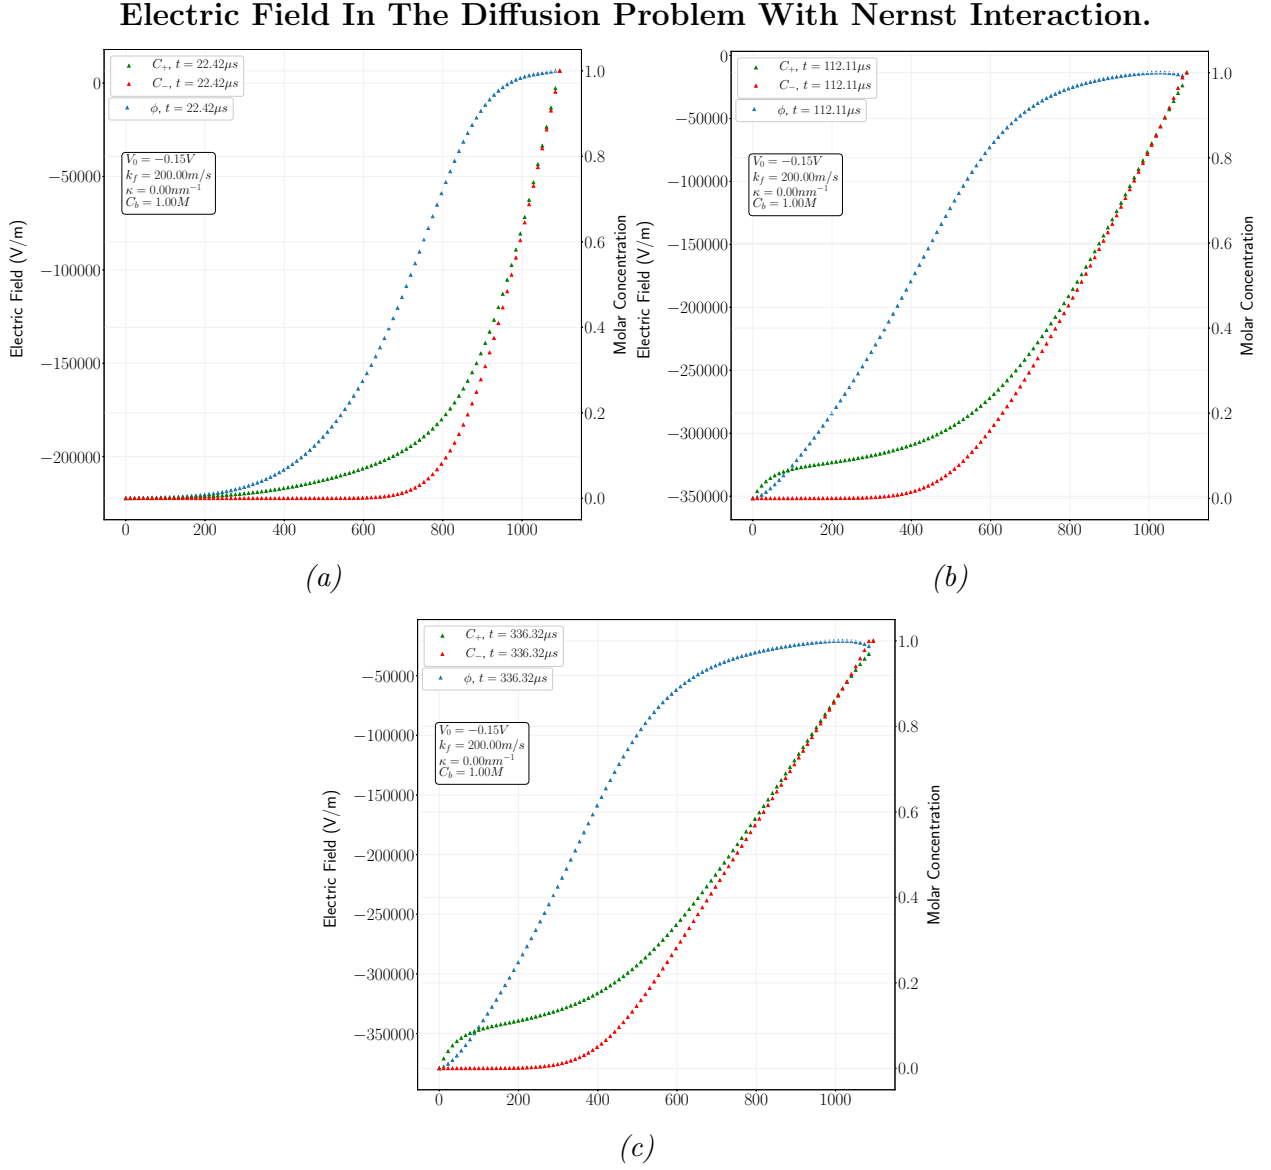 Electric Field In The Diffusion Problem With Nernst Interaction.
C₊, t = 22.42μs
C₋, t = 22.42μs
ϕ, t = 22.42μs
V₀ = −0.15V
k_f = 200.00m/s
κ = 0.00nm⁻¹
C_b = 1.00M
Electric Field (V/m)
0
−50000
−100000
−150000
−200000
0 200 400 600 800 1000
1.0
0.8
0.6
0.4
0.2
0.0
Molar Concentration
(a)
C₊, t = 112.11μs
C₋, t = 112.11μs
ϕ, t = 112.11μs
V₀ = −0.15V
k_f = 200.00m/s
κ = 0.00nm⁻¹
C_b = 1.00M
Electric Field (V/m)
0
−50000
−100000
−150000
−200000
−250000
−300000
−350000
0 200 400 600 800 1000
1.0
0.8
0.6
0.4
0.2
0.0
Molar Concentration
(b)
C₊, t = 336.32μs
C₋, t = 336.32μs
ϕ, t = 336.32μs
V₀ = −0.15V
k_f = 200.00m/s
κ = 0.00nm⁻¹
C_b = 1.00M
Electric Field (V/m)
−50000
−100000
−150000
−200000
−250000
−300000
−350000
0 200 400 600 800 1000
1.0
0.8
0.6
0.4
0.2
0.0
Molar Concentration
(c)